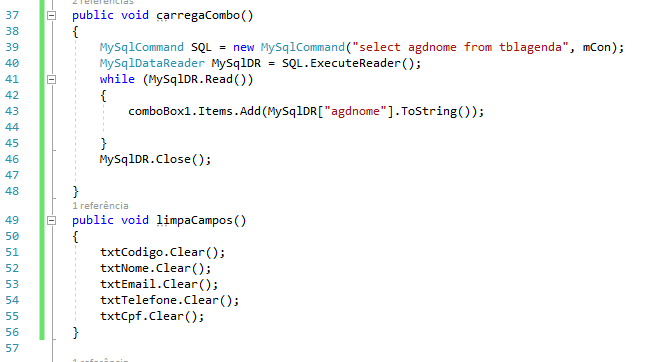 2 referências
37 public void carregaCombo()
38 {
39 MySqlCommand SQL = new MySqlCommand("select agdnome from tblagenda", mCon);
40 MySqlDataReader MySqlDR = SQL.ExecuteReader();
41 while (MySqlDR.Read())
42 {
43 comboBox1.Items.Add(MySqlDR["agdnome"].ToString());
44
45 }
46 MySqlDR.Close();
47
48 }
1 referência
49 public void limpaCampos()
50 {
51 txtCodigo.Clear();
52 txtNome.Clear();
53 txtEmail.Clear();
54 txtTelefone.Clear();
55 txtCpf.Clear();
56 }
57
1 referência